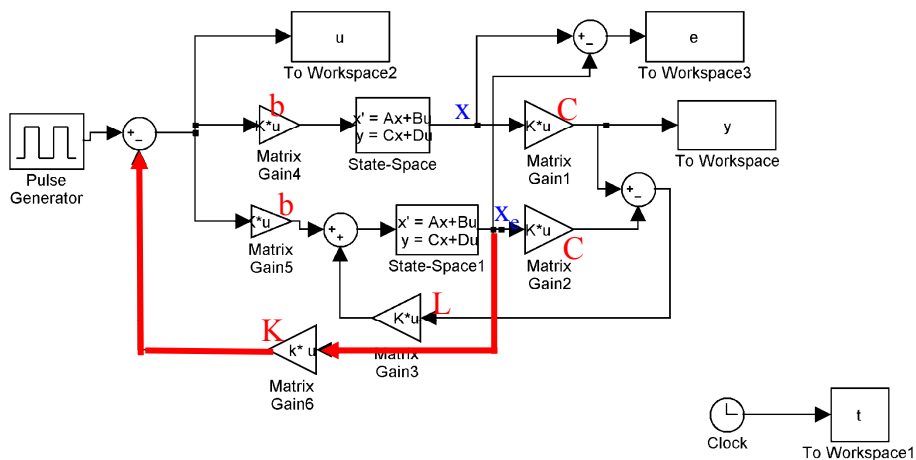 u
To Workspace2
+
−
e
To Workspace3
b
K*u
Matrix
Gain4
x' = Ax+Bu
y = Cx+Du
State-Space
x
C
K*u
Matrix
Gain1
y
To Workspace
Pulse
Generator
+
−
b
K*u
Matrix
Gain5
+
+
x' = Ax+Bu
y = Cx+Du
State-Space1
xe
K*u
C
Matrix
Gain2
+
−
L
K*u
Matrix
Gain3
K
k* u
Matrix
Gain6
Clock
t
To Workspace1